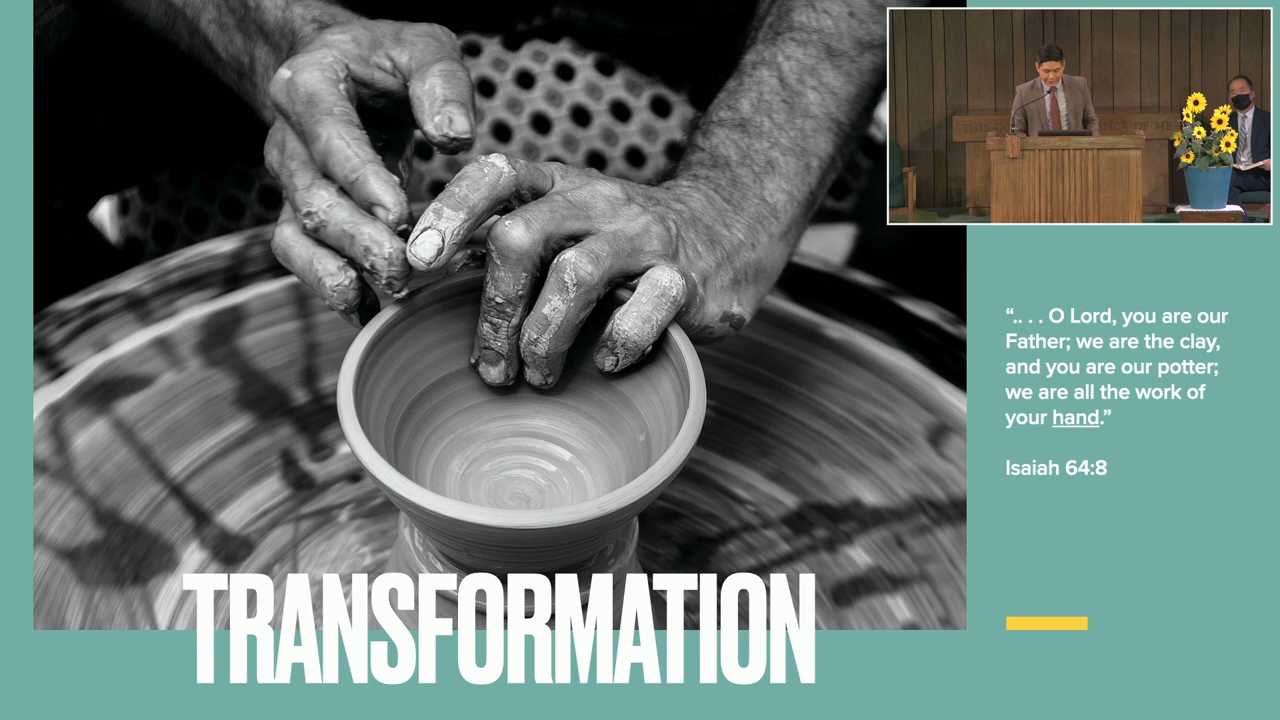 “.. . . O Lord, you are our
Father; we are the clay,
and you are our potter;
we are all the work of
your hand.”
Isaiah 64:8
TRANSFORMATION